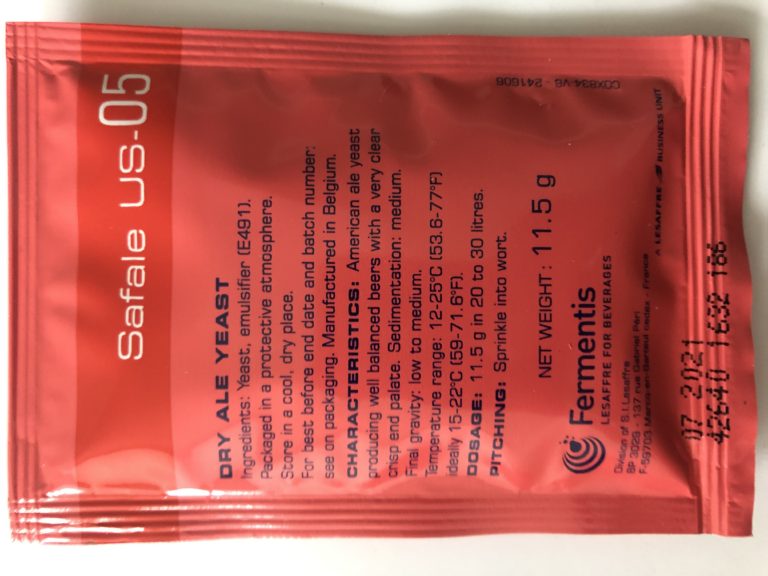 Safale US-05
DRY ALE YEAST
Ingredients: Yeast, emulsifier (E491).
Packaged in a protective atmosphere.
Store in a cool, dry place.
For best before end date and batch number:
see on packaging. Manufactured in Belgium.
CHARACTERISTICS: American ale yeast
producing well balanced beers with a very clear
crisp end palate. Sedimentation: medium.
Final gravity: low to medium.
Temperature range: 12-25°C (53.6-77°F)
ideally 15-22°C (59-71.6°F).
DOSAGE: 11.5 g in 20 to 30 litres.
PITCHING: Sprinkle into wort.
NET WEIGHT: 11.5 g
Fermentis
LESAFFRE FOR BEVERAGES
Division of S.I.Lesaffre
BP 3029 - 137 rue Gabriel Péri
F-59703 Marcq-en-Baroeul cedex - France
A LESAFFRE BUSINESS UNIT
COX834-V6 - 241606
07 2021
42640 1632 186